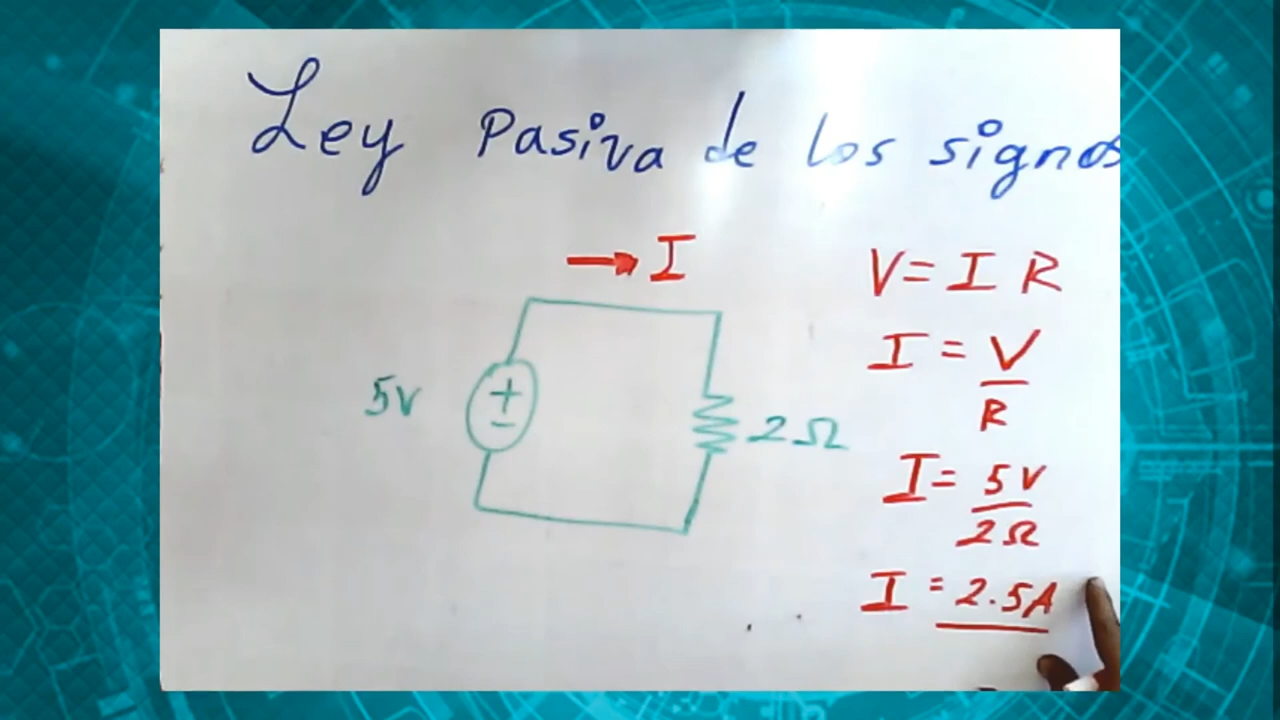 Ley Pasiva de los signos
→ I
V = I R
I = V
R
5V
+
-
2Ω
I = 5V
2Ω
I = 2.5A